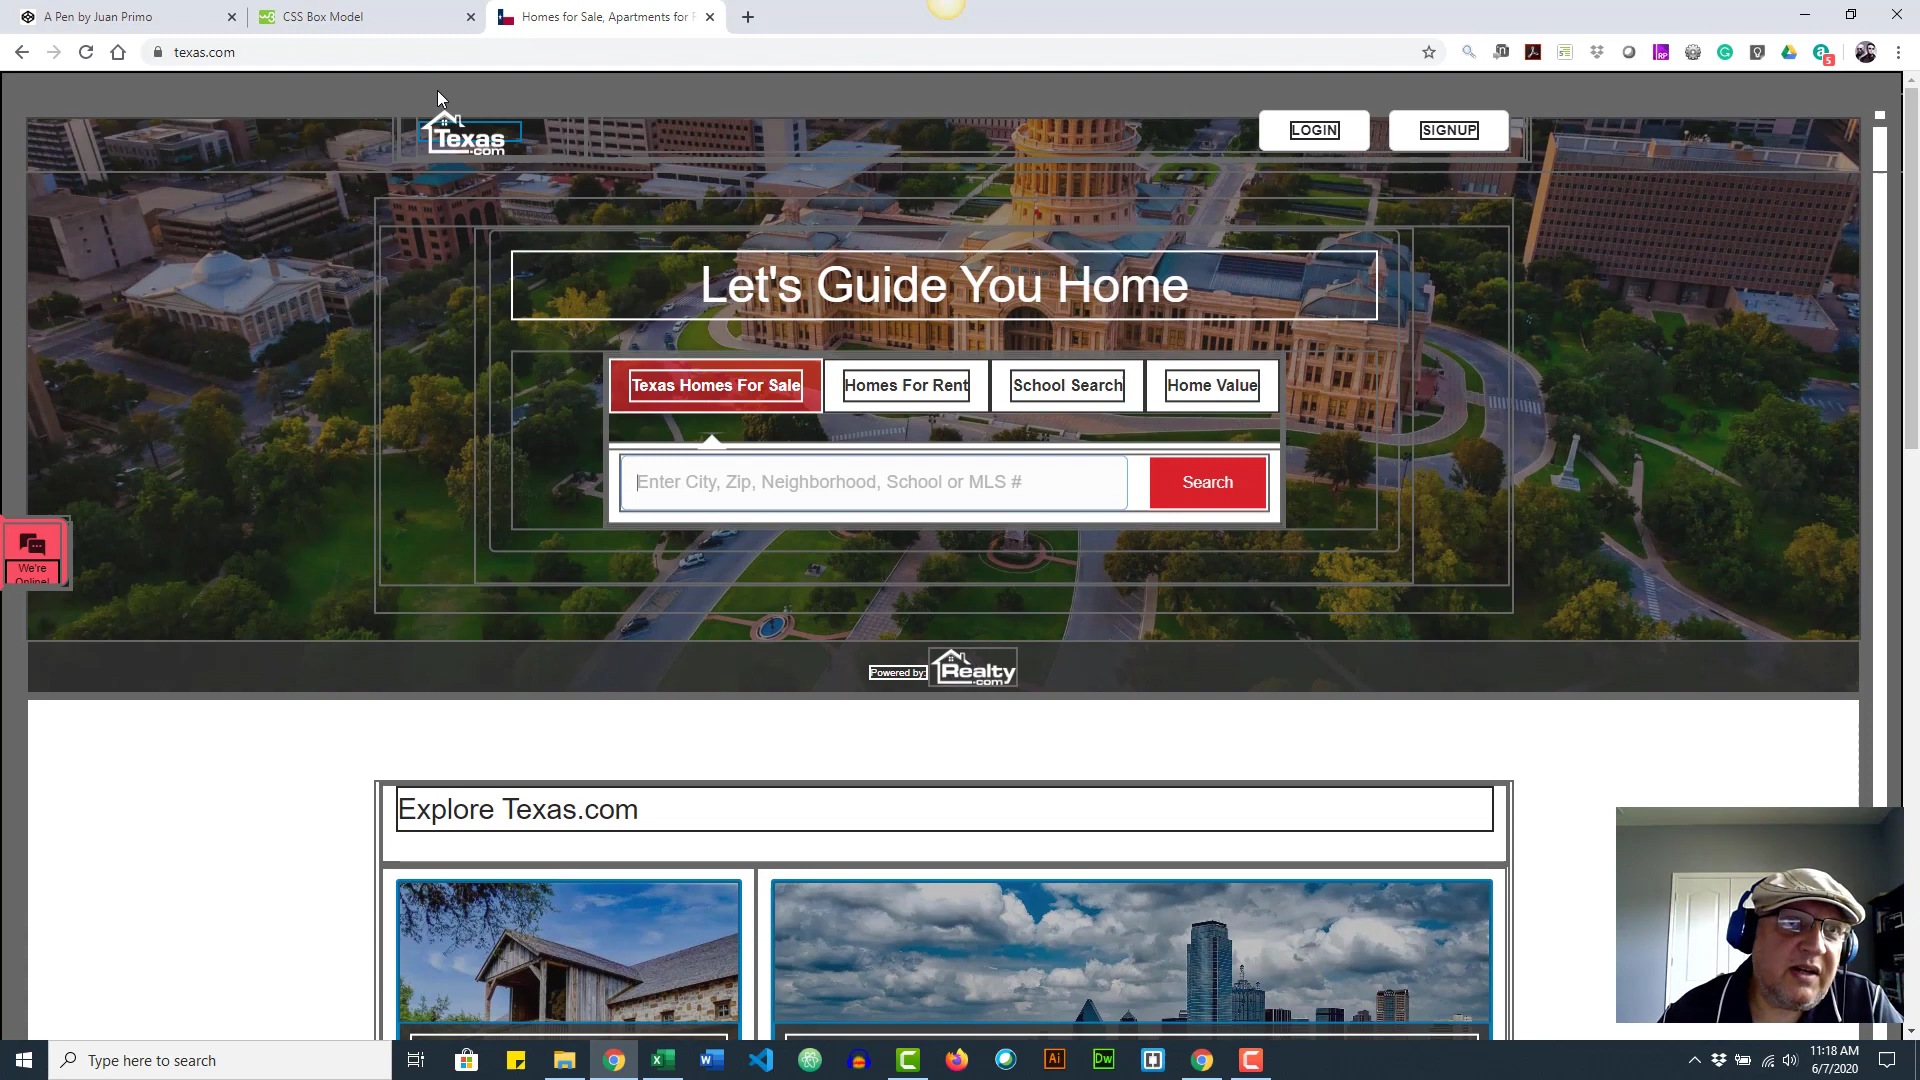 A Pen by Juan Primo
CSS Box Model
Homes for Sale, Apartments for R
texas.com
5
Texas
.com
LOGIN
SIGNUP
Let's Guide You Home
Texas Homes For Sale
Homes For Rent
School Search
Home Value
Enter City, Zip, Neighborhood, School or MLS #
Search
We're
Online!
Powered by:
Realty
.com
Explore Texas.com
Type here to search
11:18 AM
6/7/2020